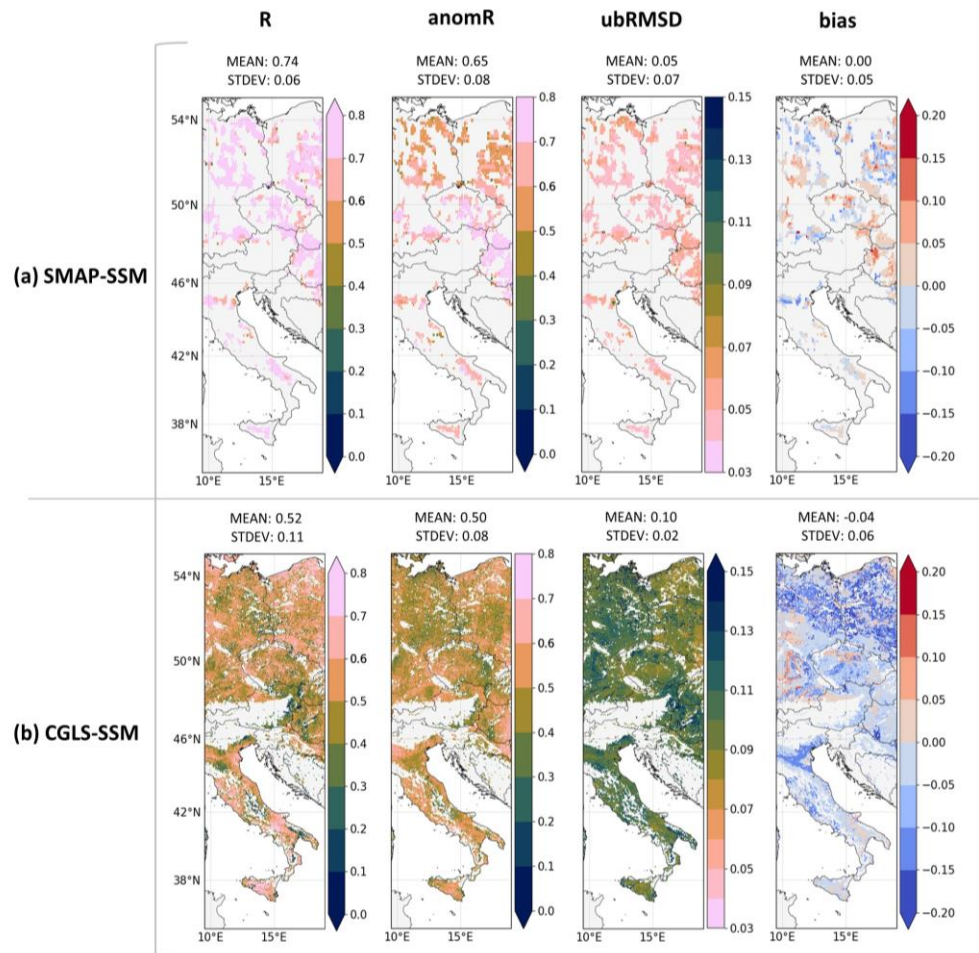 R anomR ubRMSD bias
MEAN: 0.74 MEAN: 0.65 MEAN: 0.05 MEAN: 0.00
STDEV: 0.06 STDEV: 0.08 STDEV: 0.07 STDEV: 0.05
54°N
50°N
46°N
42°N
38°N
10°E 15°E
0.8
0.7
0.6
0.5
0.4
0.3
0.2
0.1
0.0
10°E 15°E
0.8
0.7
0.6
0.5
0.4
0.3
0.2
0.1
0.0
10°E 15°E
0.15
0.13
0.11
0.09
0.07
0.05
0.03
10°E 15°E
0.20
0.15
0.10
0.05
0.00
−0.05
−0.10
−0.15
−0.20
(a) SMAP-SSM
MEAN: 0.52 MEAN: 0.50 MEAN: 0.10 MEAN: -0.04
STDEV: 0.11 STDEV: 0.08 STDEV: 0.02 STDEV: 0.06
54°N
50°N
46°N
42°N
38°N
10°E 15°E
0.8
0.7
0.6
0.5
0.4
0.3
0.2
0.1
0.0
10°E 15°E
0.8
0.7
0.6
0.5
0.4
0.3
0.2
0.1
0.0
10°E 15°E
0.15
0.13
0.11
0.09
0.07
0.05
0.03
10°E 15°E
0.20
0.15
0.10
0.05
0.00
−0.05
−0.10
−0.15
−0.20
(b) CGLS-SSM